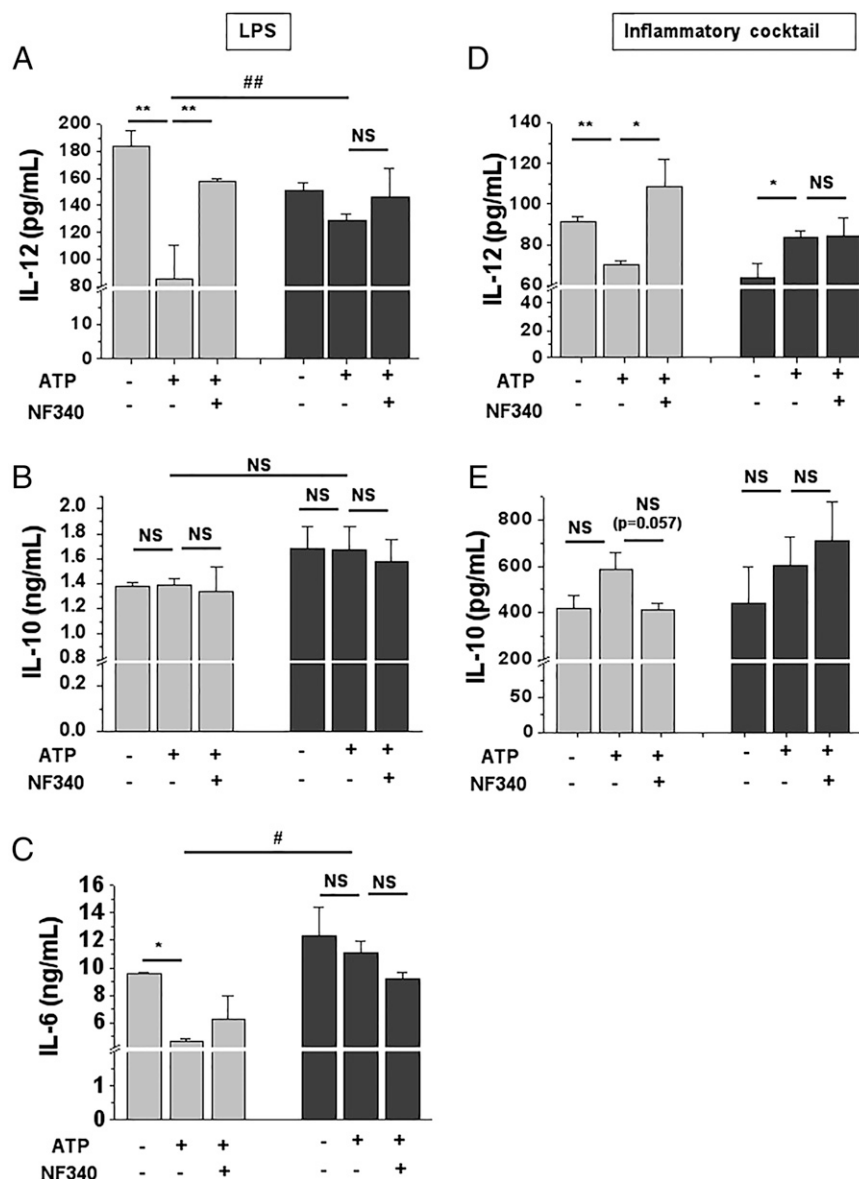 LPS
Inflammatory cocktail
A
##
** **
NS
IL-12 (pg/mL)
200
180
160
140
120
100
80
10
0
ATP - + + - + +
NF340 - - + - - +
D
** *
* NS
IL-12 (pg/mL)
140
120
100
80
60
40
20
0
ATP - + + - + +
NF340 - - + - - +
B
NS
NS NS
NS NS
IL-10 (ng/mL)
2.0
1.8
1.6
1.4
1.2
1.0
0.8
0.2
0.0
ATP - + + - + +
NF340 - - + - - +
E
NS
NS
(p=0.057)
NS NS
IL-10 (pg/mL)
800
600
400
200
50
0
ATP - + + - + +
NF340 - - + - - +
C
#
*
NS NS
IL-6 (ng/mL)
16
14
12
10
8
6
1
0
ATP - + + - + +
NF340 - - + - - +